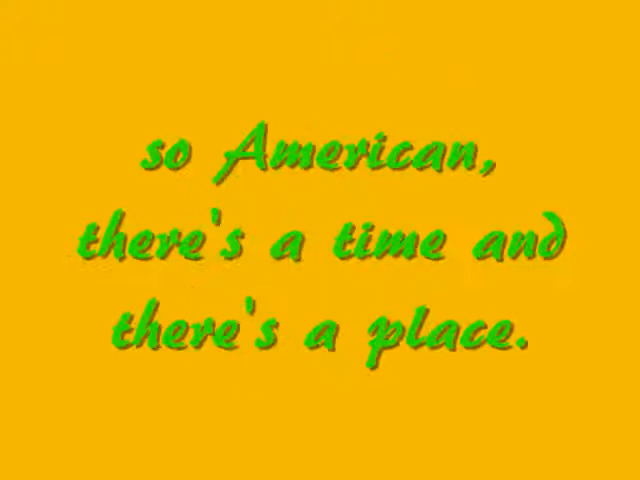 so American,
there's a time and
there's a place.